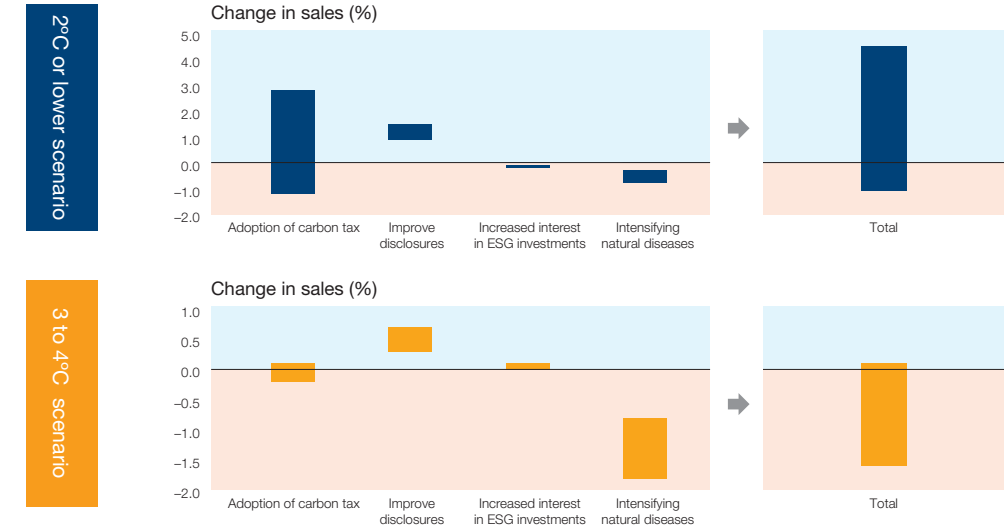 2°C or lower scenario
Change in sales (%)
5.0
4.0
3.0
2.0
1.0
0.0
−1.0
−2.0
Adoption of carbon tax
Improve
disclosures
Increased interest
in ESG investments
Intensifying
natural diseases
Total
3 to 4°C scenario
Change in sales (%)
1.0
0.5
0.0
−0.5
−1.0
−1.5
−2.0
Adoption of carbon tax
Improve
disclosures
Increased interest
in ESG investments
Intensifying
natural diseases
Total